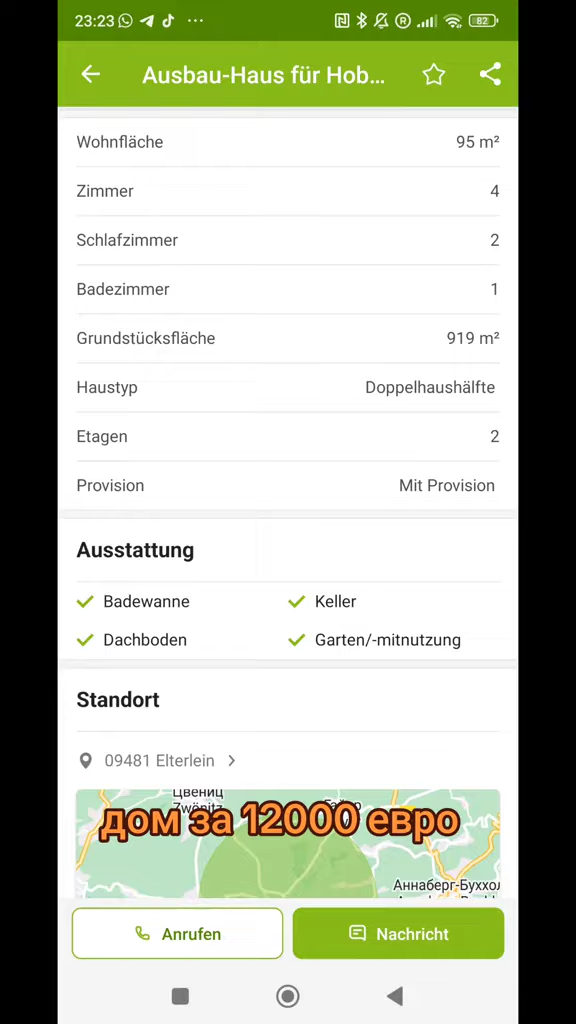 23:23
82
Ausbau-Haus für Hob...
Wohnfläche 95 m²
Zimmer 4
Schlafzimmer 2
Badezimmer 1
Grundstücksfläche 919 m²
Haustyp Doppelhaushälfte
Etagen 2
Provision Mit Provision
Ausstattung
Badewanne Keller
Dachboden Garten/-mitnutzung
Standort
09481 Elterlein
Цвениц
Zwönitz
дом за 12000 евро
Аннаберг-Буххол
Anrufen Nachricht